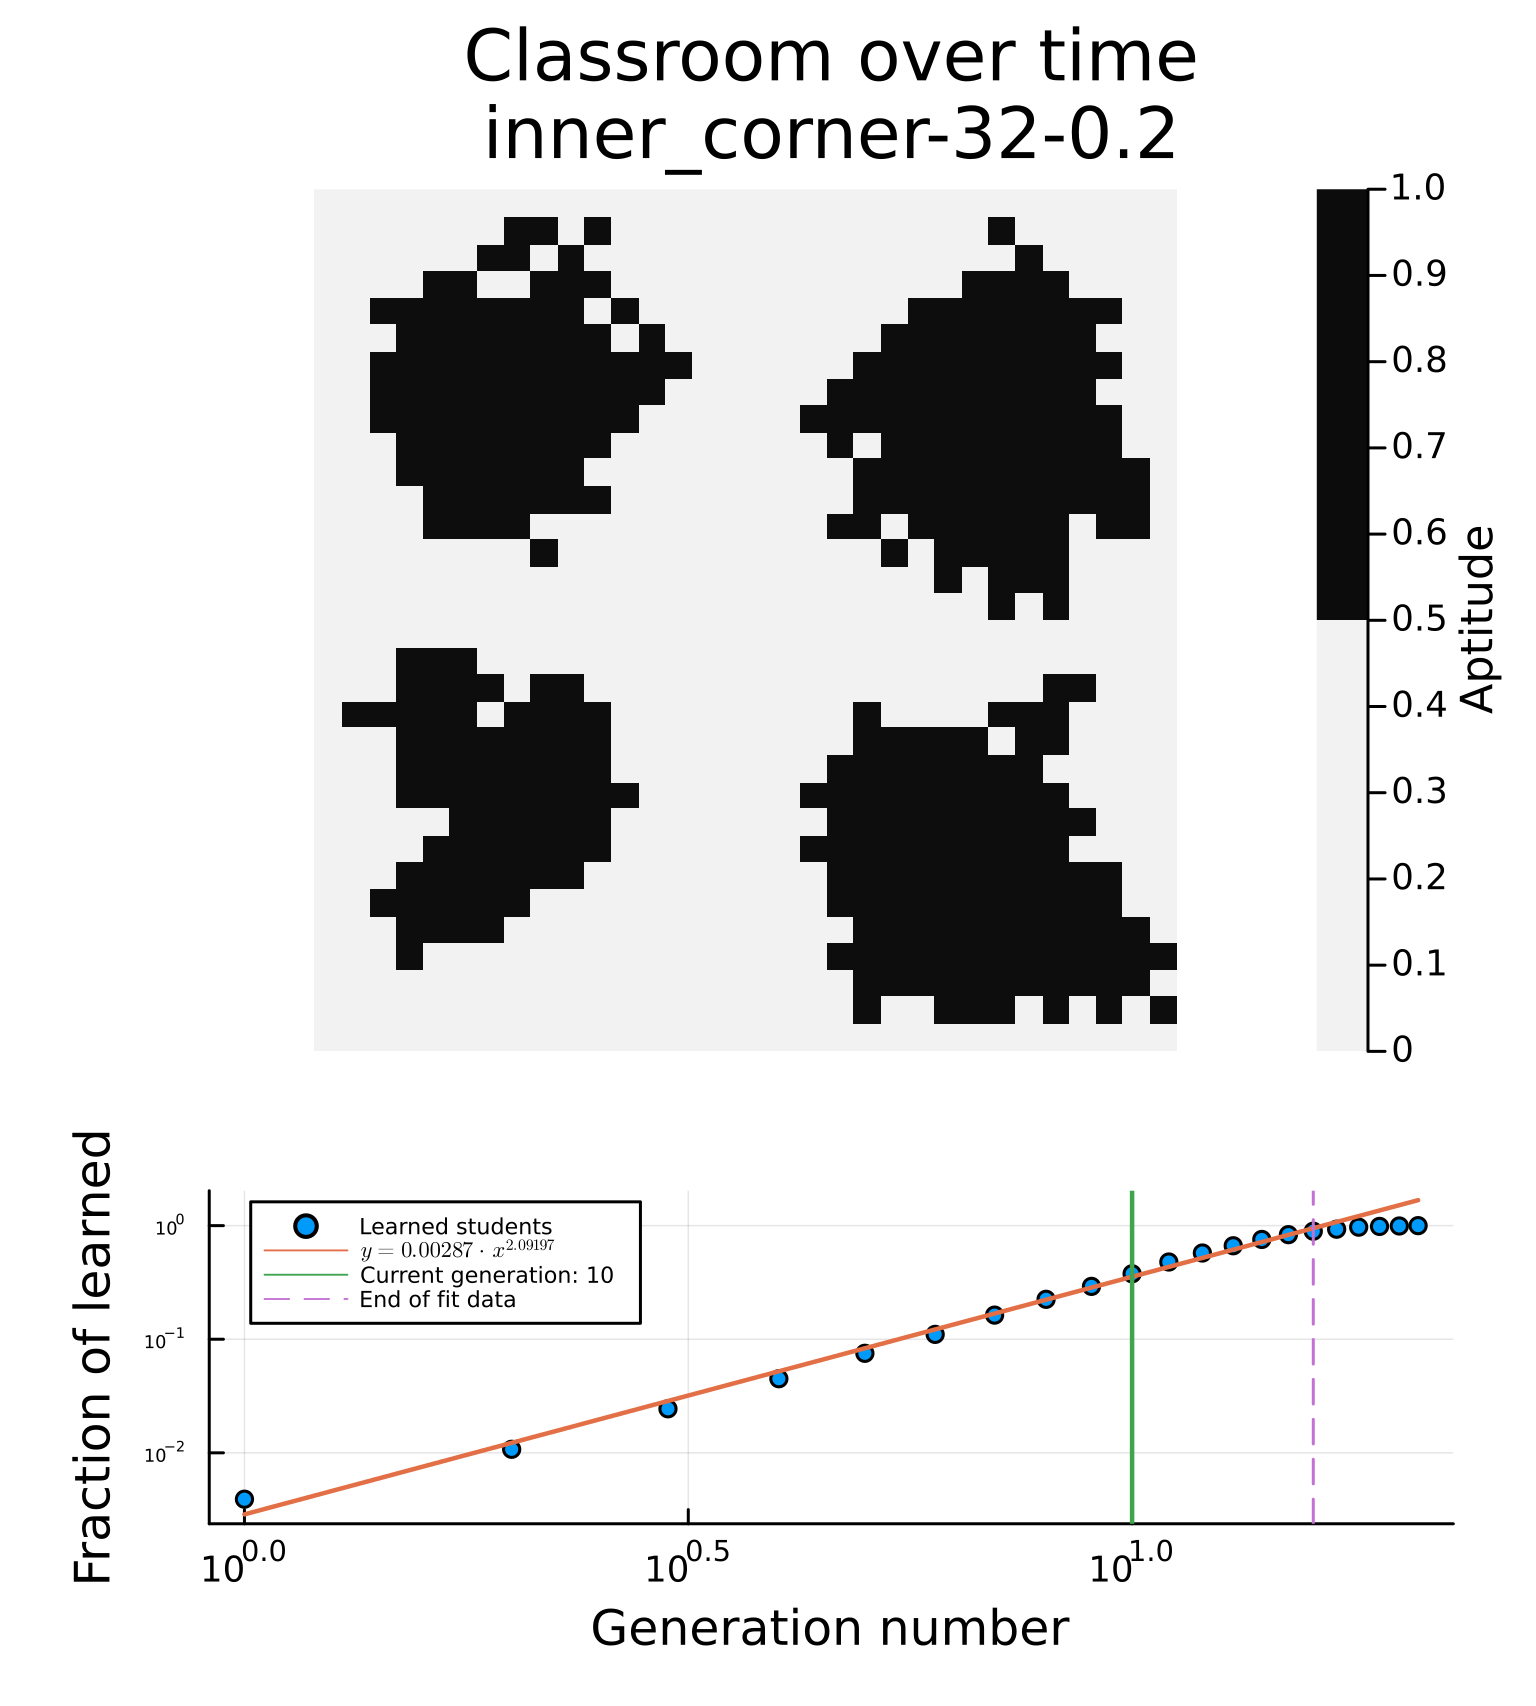 Classroom over time
inner_corner-32-0.2
1.0
0.9
0.8
0.7
0.6
0.5
0.4
0.3
0.2
0.1
0
Aptitude
Fraction of learned
10^0
10^−1
10^−2
Learned students
y = 0.00287 · x^2.09197
Current generation: 10
End of fit data
10^0.0
10^0.5
10^1.0
Generation number